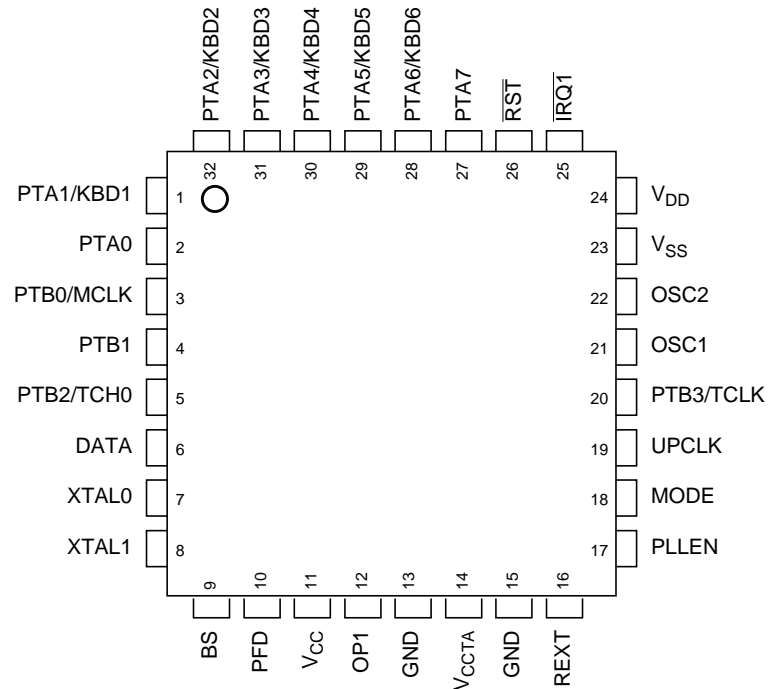 PTA2/KBD2 PTA3/KBD3 PTA4/KBD4 PTA5/KBD5 PTA6/KBD6 PTA7 RST IRQ1
32 31 30 29 28 27 26 25
PTA1/KBD1 1 24 VDD
PTA0 2 23 VSS
PTB0/MCLK 3 22 OSC2
PTB1 4 21 OSC1
PTB2/TCH0 5 20 PTB3/TCLK
DATA 6 19 UPCLK
XTAL0 7 18 MODE
XTAL1 8 17 PLLEN
9 10 11 12 13 14 15 16
BS PFD VCC OP1 GND VCCTA GND REXT